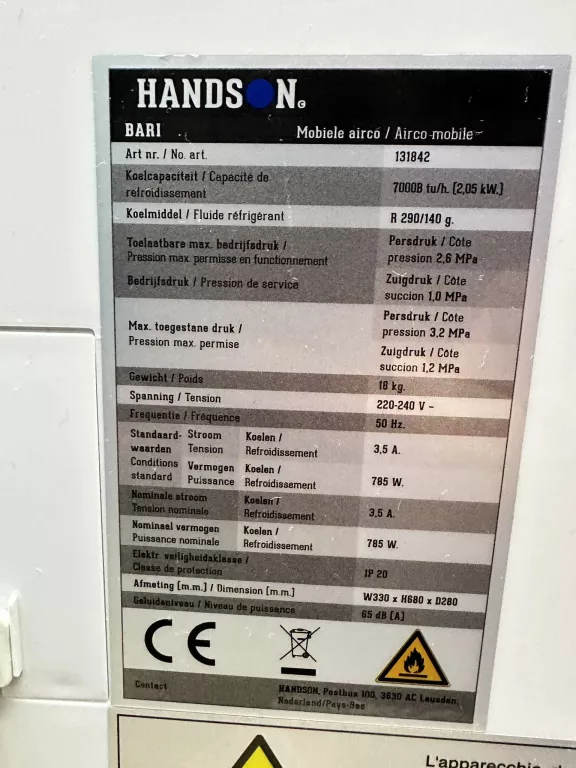 HANDSON.
BARI Mobiele airco / Airco mobile
Art nr. / No. art. 131842
Koelcapaciteit / Capacité de
refroidissement 7000B tu/h. [2,05 kW.]
Koelmiddel / Fluide réfrigérant R 290/140 g.
Toelaatbare max. bedrijfsdruk / Persdruk / Côte
Pression max. permisse en functionnement pression 2,6 MPa
Bedrijfsdruk / Pression de service Zuigdruk / Côte
succion 1,0 MPa
Max. toegestane druk / Persdruk / Côte
Pression max. permise pression 3,2 MPa
Zuigdruk / Côte
succion 1,2 MPa
Gewicht / Poids 18 kg.
Spanning / Tension 220-240 V ~
Frequentie / Fréquence 50 Hz.
Standaard- Stroom Koelen /
waarden Tension Refroidissement 3,5 A.
Conditions Vermogen Koelen /
standard Puissance Refroidissement 785 W.
Nominale stroom Koelen /
Tension nominale Refroidissement 3,5 A.
Nominael vermogen Koelen /
Puissance nominale Refroidissement 785 W.
Elektr. veiligheidsklasse /
Classe de protection IP 20
Afmeting [m.m.] / Dimension [m.m.] W330 x H680 x D280
Geluidsniveau / Niveau de puissance 65 dB [A]
CE
Contact HANDSON, Postbus 100, 3830 AC Leusden,
Nederland/Pays-Bas
L'apparecchio